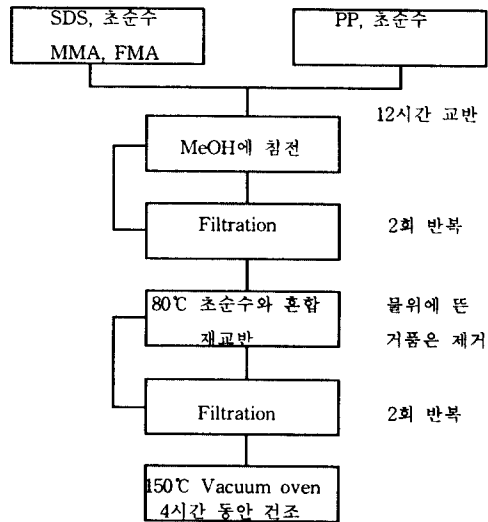 SDS, 초순수
MMA, FMA
PP, 초순수
12시간 교반
MeOH에 침전
Filtration
2회 반복
80℃ 초순수와 혼합
재교반
물위에 뜬
거품은 제거
Filtration
2회 반복
150℃ Vacuum oven
4시간 동안 건조